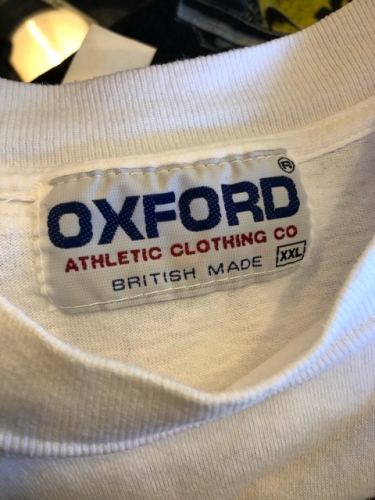 OXFORD®
ATHLETIC CLOTHING CO
BRITISH MADE XXL